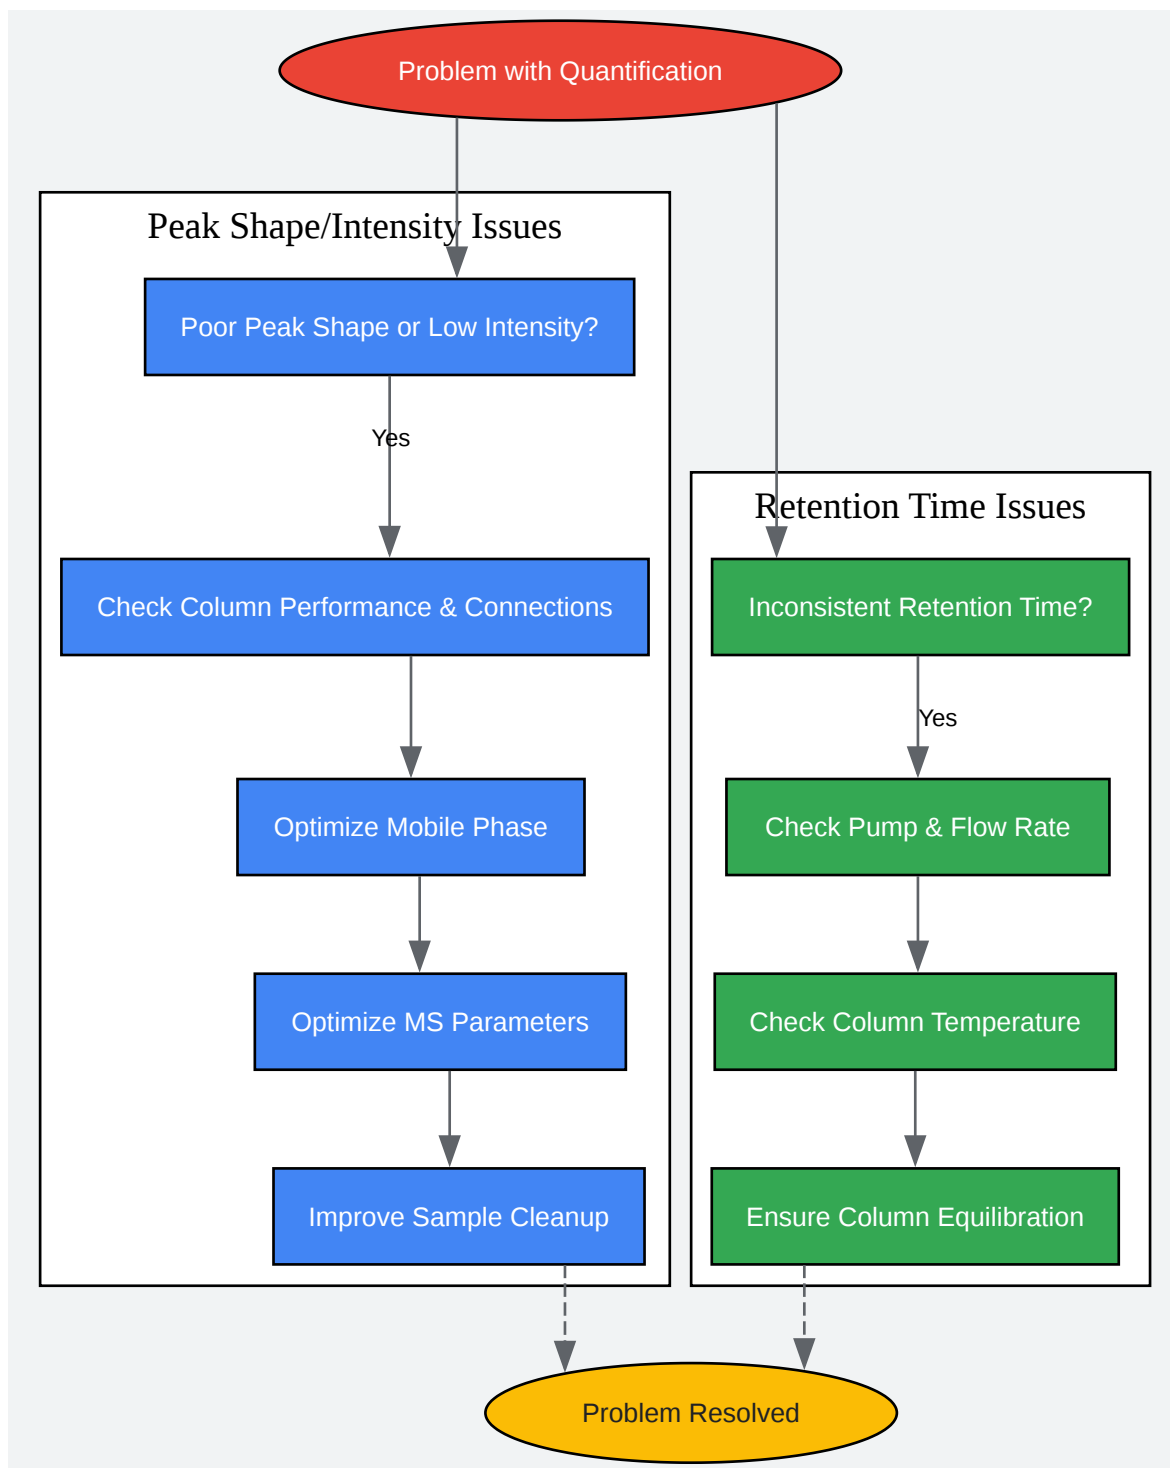 Problem with Quantification
Peak Shape/Intensity Issues
Poor Peak Shape or Low Intensity?
Yes
Check Column Performance & Connections
Optimize Mobile Phase
Optimize MS Parameters
Improve Sample Cleanup
Retention Time Issues
Inconsistent Retention Time?
Yes
Check Pump & Flow Rate
Check Column Temperature
Ensure Column Equilibration
Problem Resolved